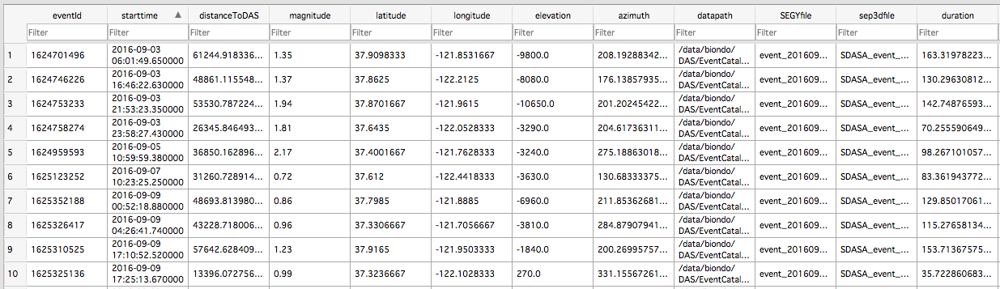 eventId starttime distanceToDAS magnitude latitude longitude elevation azimuth datapath SEGYfile sep3dfile duration
Filter Filter Filter Filter Filter Filter Filter Filter Filter Filter Filter Filter
1 1624701496 2016-09-03 06:01:49.650000 61244.918336... 1.35 37.9098333 -121.8531667 -9800.0 208.19288342... /data/biondo/DAS/EventCatal... event_201609... SDASA_event_... 163.31978223...
2 1624746226 2016-09-03 16:46:22.630000 48861.115548... 1.37 37.8625 -122.2125 -8080.0 176.13857935... /data/biondo/DAS/EventCatal... event_201609... SDASA_event_... 130.29630812...
3 1624753233 2016-09-03 21:53:23.350000 53530.787224... 1.94 37.8701667 -121.9615 -10650.0 201.20245422... /data/biondo/DAS/EventCatal... event_201609... SDASA_event_... 142.74876593...
4 1624758274 2016-09-03 23:58:27.430000 26345.846493... 1.81 37.6435 -122.0528333 -3290.0 204.61736311... /data/biondo/DAS/EventCatal... event_201609... SDASA_event_... 70.255590649...
5 1624959593 2016-09-05 10:59:59.380000 36850.162896... 2.17 37.4001667 -121.7628333 -3240.0 275.18863018... /data/biondo/DAS/EventCatal... event_201609... SDASA_event_... 98.267101057...
6 1625123252 2016-09-07 10:23:25.250000 31260.728914... 0.72 37.612 -122.4418333 -3630.0 130.68333375... /data/biondo/DAS/EventCatal... event_201609... SDASA_event_... 83.361943772...
7 1625352188 2016-09-09 00:52:18.880000 48693.813980... 0.86 37.7985 -121.8885 -6960.0 211.85362681... /data/biondo/DAS/EventCatal... event_201609... SDASA_event_... 129.85017061...
8 1625326417 2016-09-09 04:26:41.740000 43228.718006... 0.96 37.3306667 -121.7056667 -3810.0 284.87907941... /data/biondo/DAS/EventCatal... event_201609... SDASA_event_... 115.27658134...
9 1625310525 2016-09-09 17:10:52.520000 57642.628409... 1.23 37.9165 -121.9503333 -1840.0 200.26995757... /data/biondo/DAS/EventCatal... event_201609... SDASA_event_... 153.71367575...
10 1625325136 2016-09-09 17:25:13.670000 13396.072756... 0.99 37.3236667 -122.1028333 270.0 331.15567261... /data/biondo/DAS/EventCatal... event_201609... SDASA_event_... 35.722860683...